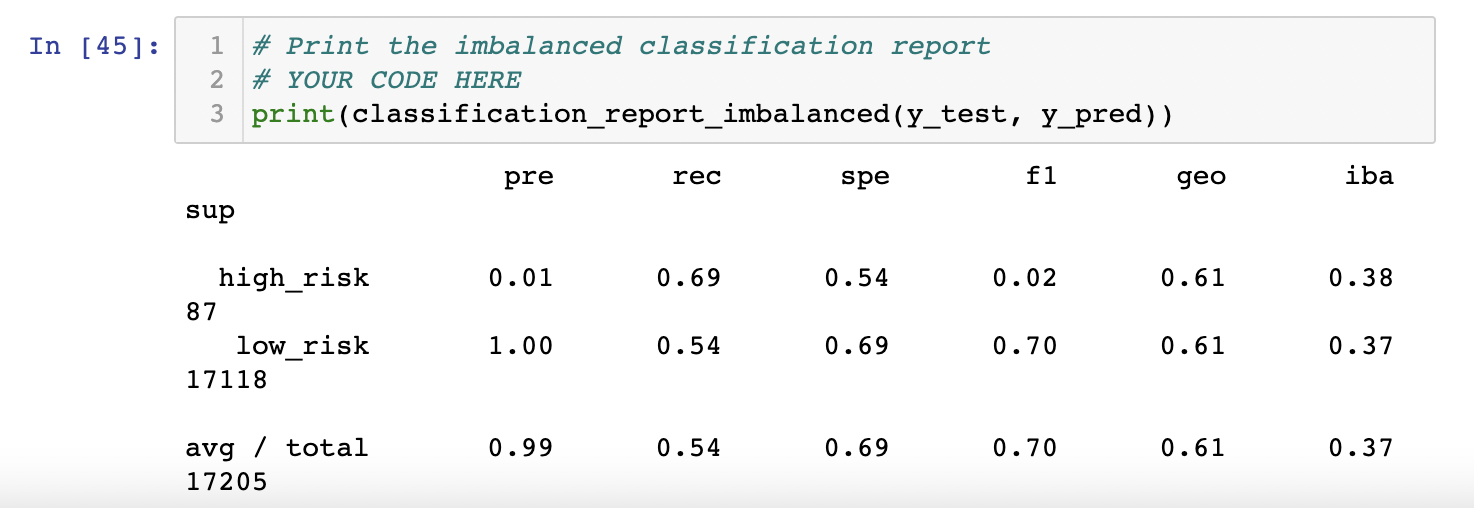 In [45]:
1 # Print the imbalanced classification report
2 # YOUR CODE HERE
3 print(classification_report_imbalanced(y_test, y_pred))
pre rec spe f1 geo iba
sup
high_risk 0.01 0.69 0.54 0.02 0.61 0.38
87
low_risk 1.00 0.54 0.69 0.70 0.61 0.37
17118
avg / total 0.99 0.54 0.69 0.70 0.61 0.37
17205